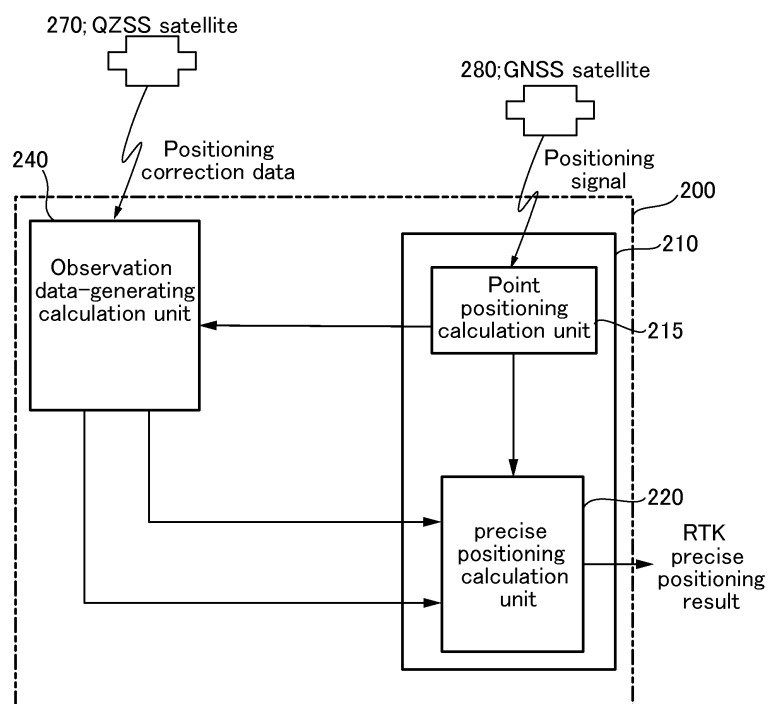 270;QZSS satellite
280;GNSS satellite
240
Positioning
correction data
Positioning
signal
200
210
Observation
data-generating
calculation unit
Point
positioning
calculation unit
215
220
precise
positioning
calculation
unit
RTK
precise
positioning
result